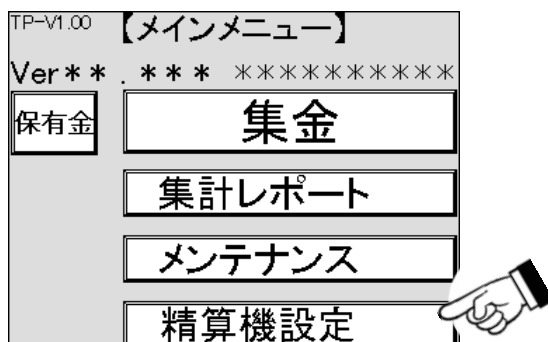 TP-V1.00 【メインメニュー】
Ver**.*** **********
保有金 集金
集計レポート
メンテナンス
精算機設定